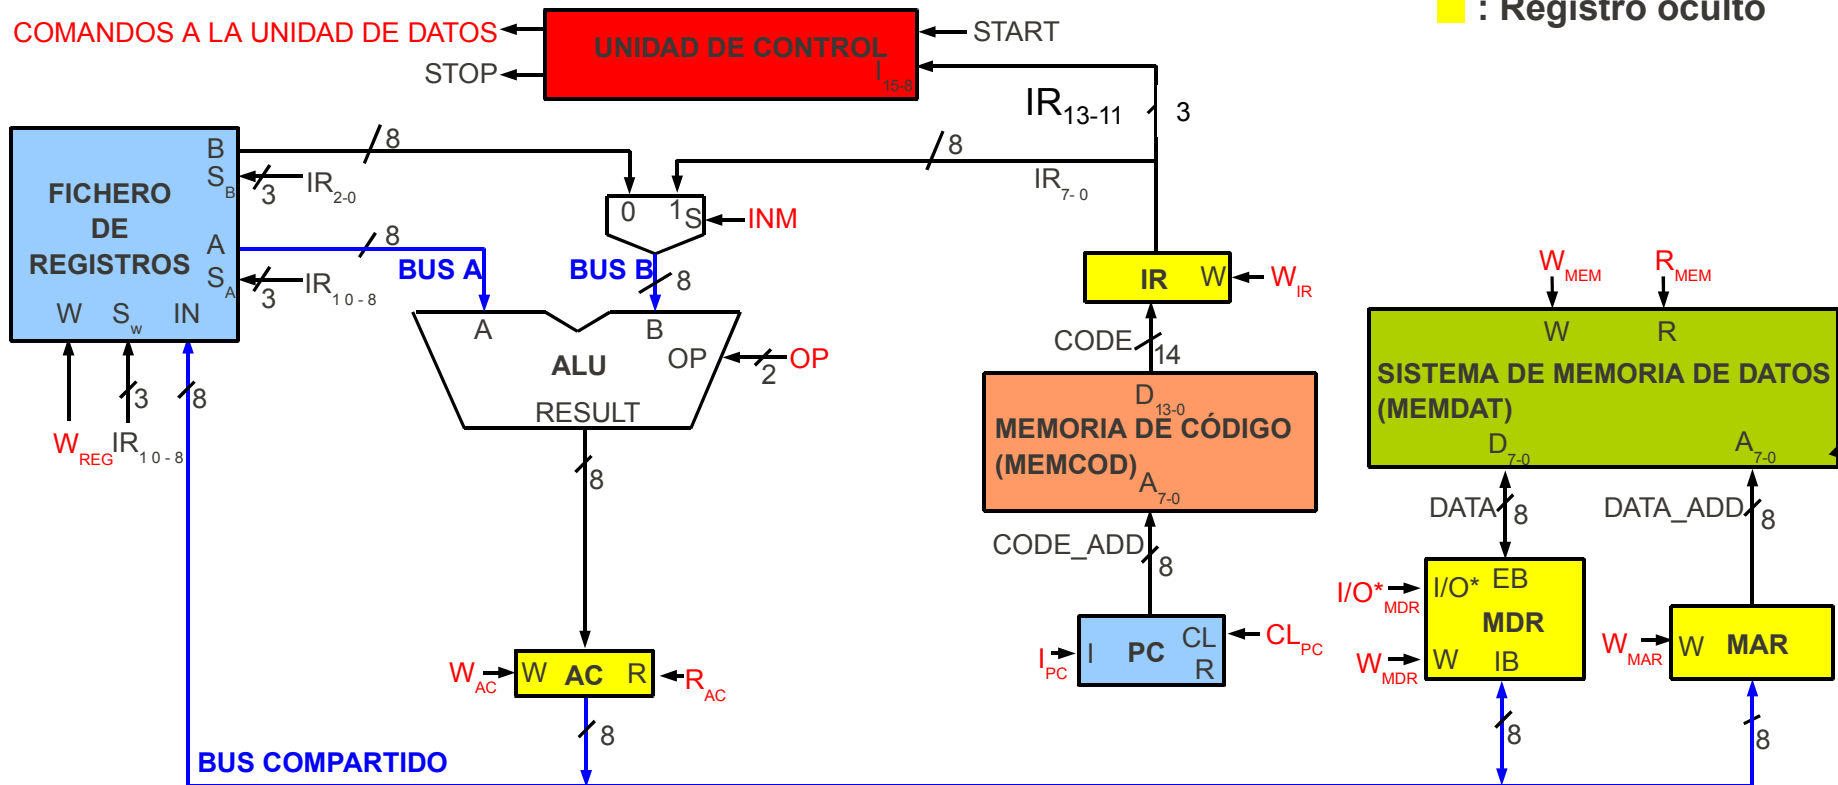 : Registro oculto
COMANDOS A LA UNIDAD DE DATOS
STOP
UNIDAD DE CONTROL
I15-8
START
IR13-11
3
8
8
B
SB
3
IR2-0
IR7-0
FICHERO
DE
REGISTROS
0
1
S
INM
A
8
SA
3
IR10-8
BUS A
BUS B
8
W
Sw
IN
IR
W
WIR
WMEM
RMEM
A
B
OP
2
OP
ALU
RESULT
CODE
14
W
R
SISTEMA DE MEMORIA DE DATOS
(MEMDAT)
D7-0
A7-0
3
8
WREG
IR10-8
D13-0
MEMORIA DE CÓDIGO
(MEMCOD)
A7-0
8
DATA
8
DATA_ADD
8
CODE_ADD
8
I/O*MDR
I/O*
EB
MDR
WMDR
W
IB
WMAR
W
MAR
IPC
I
PC
CL
R
CLPC
WAC
W
AC
R
RAC
8
8
8
BUS COMPARTIDO